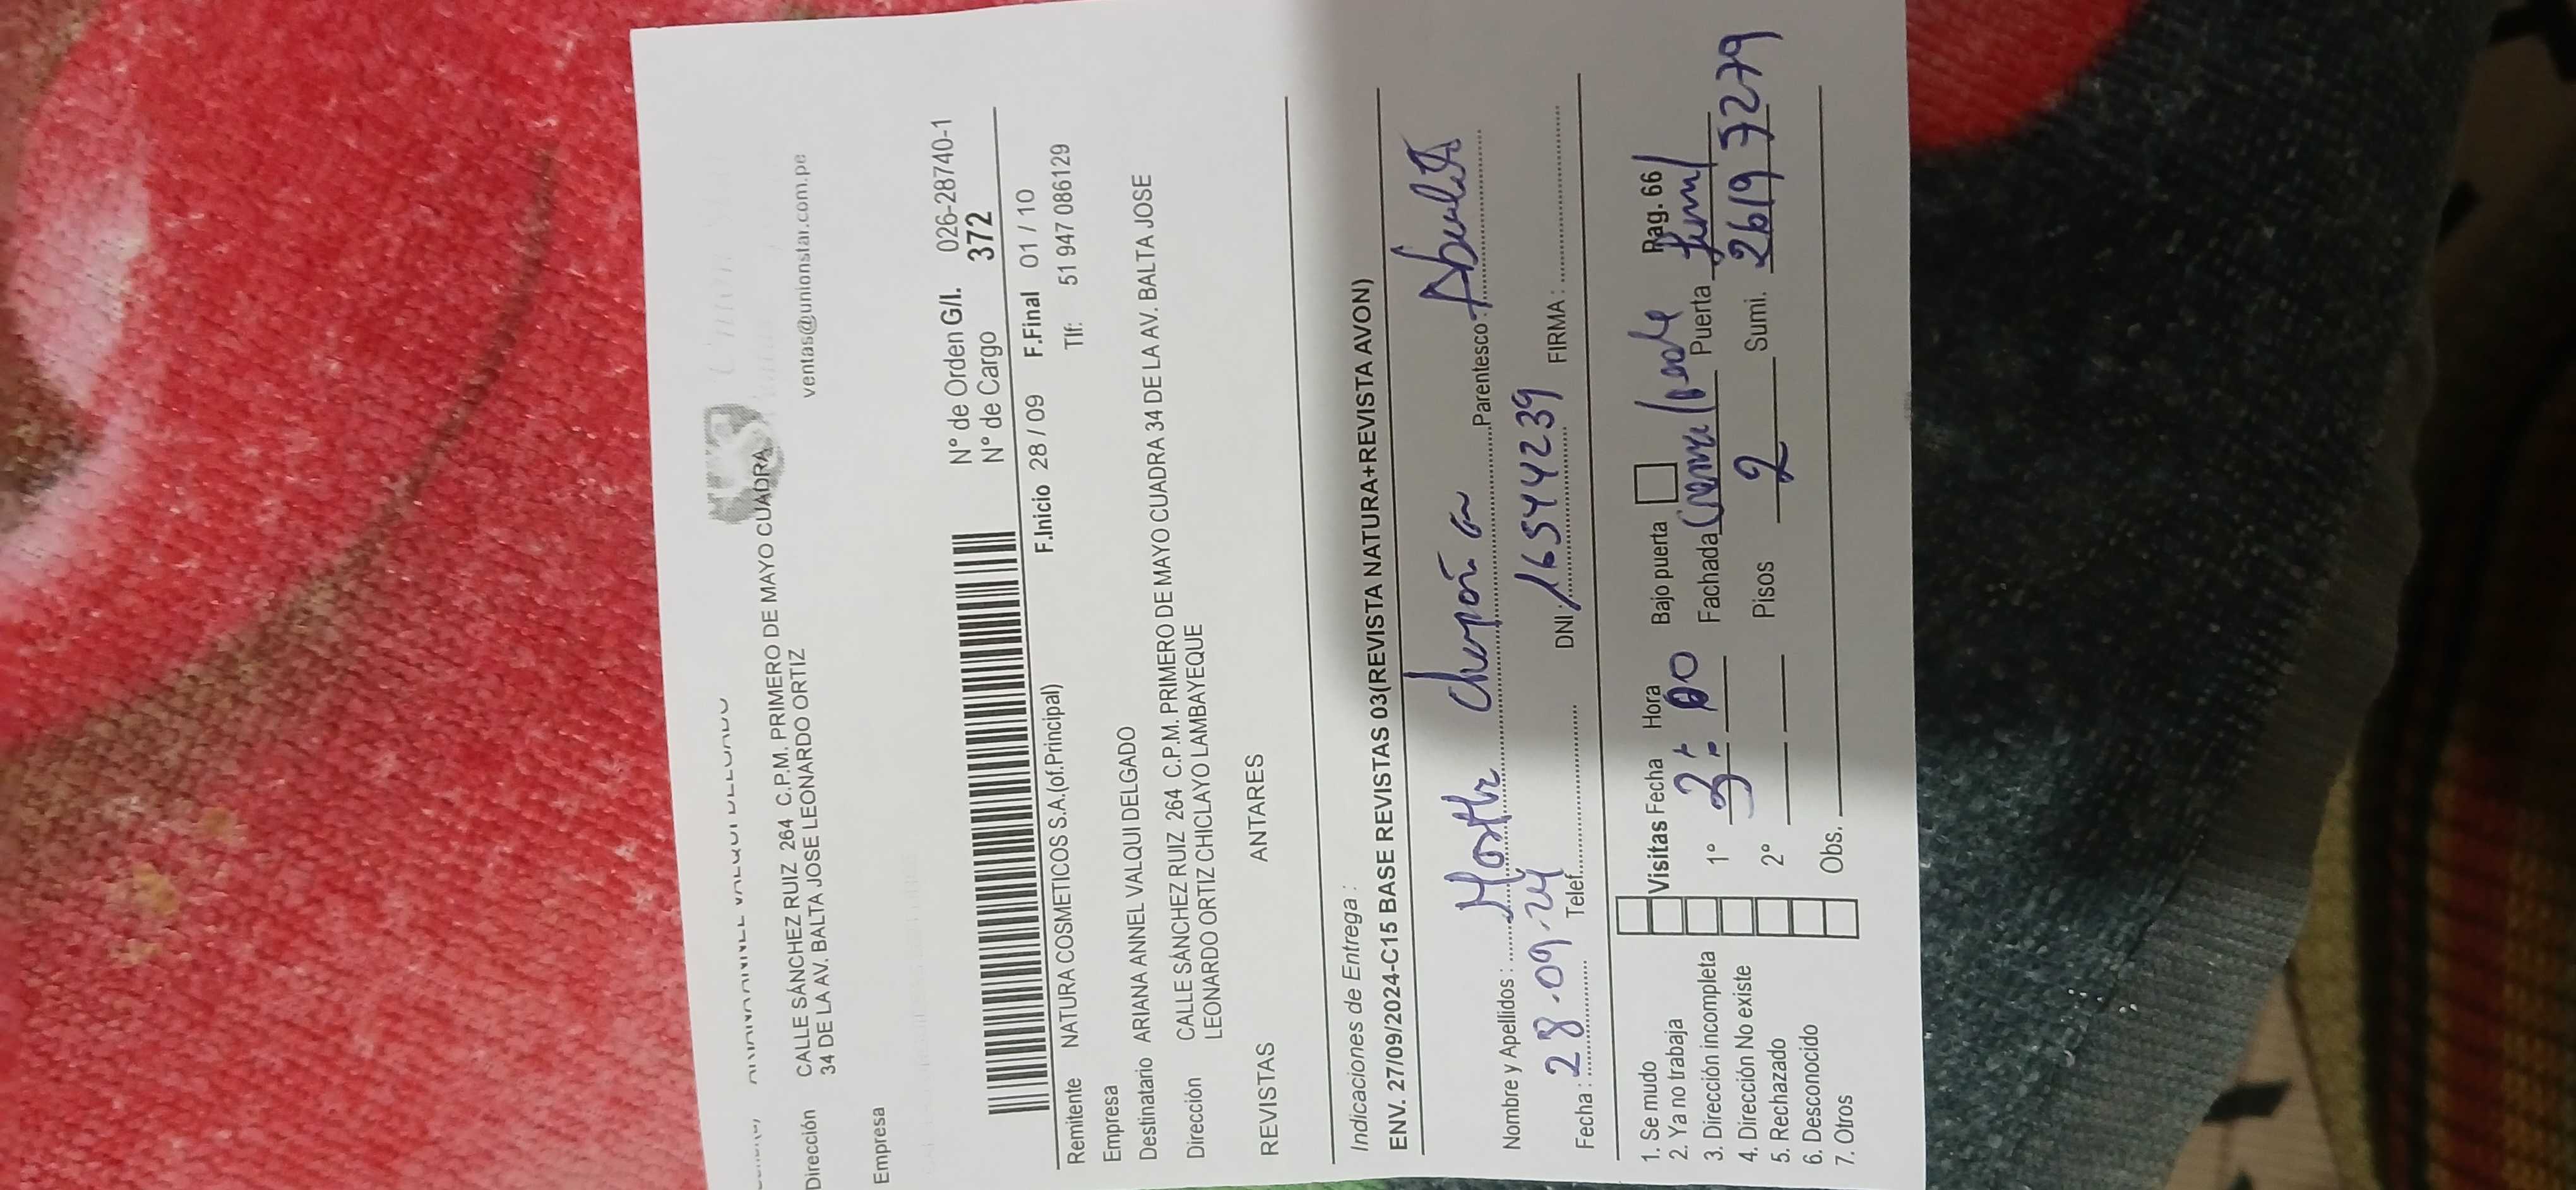 Dirección CALLE SÁNCHEZ RUIZ 264 C.P.M. PRIMERO DE MAYO CUADRA
34 DE LA AV. BALTA JOSE LEONARDO ORTIZ
ventas@unionstar.com.pe
Empresa
N° de Orden G/I. 026-28740-1
N° de Cargo 372
F.Inicio 28 / 09 F.Final 01 / 10
Remitente NATURA COSMETICOS S.A.(of.Principal) Tlf: 51 947 086129
Empresa
Destinatario ARIANA ANNEL VALQUI DELGADO
Dirección CALLE SÁNCHEZ RUIZ 264 C.P.M. PRIMERO DE MAYO CUADRA 34 DE LA AV. BALTA JOSE
LEONARDO ORTIZ CHICLAYO LAMBAYEQUE
REVISTAS ANTARES
Indicaciones de Entrega :
ENV. 27/09/2024-C15 BASE REVISTAS 03(REVISTA NATURA+REVISTA AVON)
Nombre y Apellidos : Parentesco : Abuelita
Fecha : 28-09-24 Telef. DNI : 16544239 FIRMA :
1. Se mudo
2. Ya no trabaja
3. Dirección incompleta
4. Dirección No existe
5. Rechazado
6. Desconocido
7. Otros
Visitas Fecha Hora Bajo puerta Rag. 66
1° 3: 00 Fachada Crema/verde Puerta
2° Pisos 2 Sumi. 26197279
Obs.